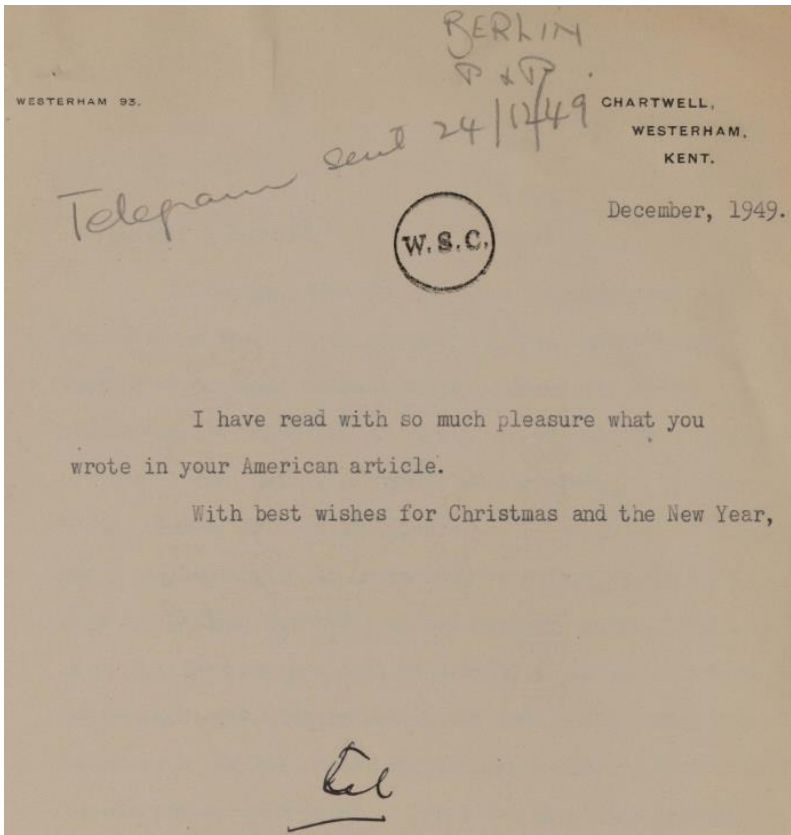 BERLIN
P & P
WESTERHAM 93.
CHARTWELL,
WESTERHAM,
KENT.
Telegram sent 24/12/49
December, 1949.
W.S.C.
I have read with so much pleasure what you
wrote in your American article.
With best wishes for Christmas and the New Year,
Tel